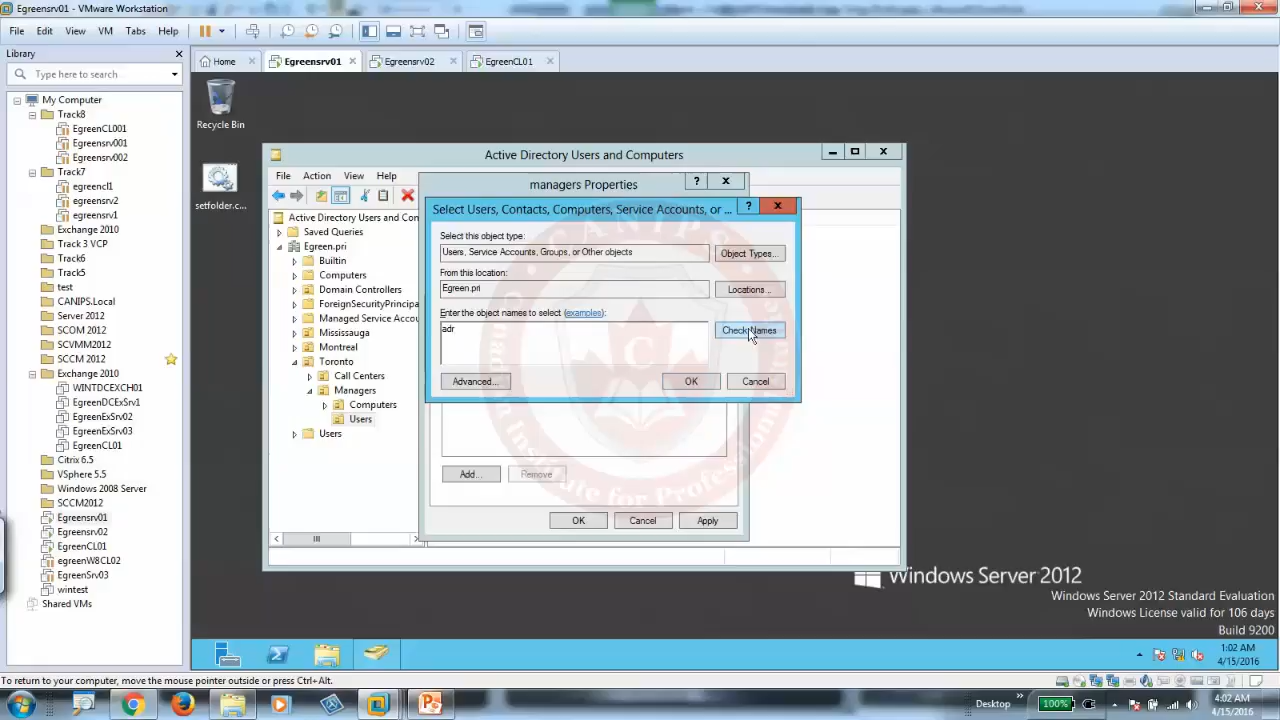 Egreensrv01 - VMware Workstation
File Edit View VM Tabs Help
Library
Type here to search
My Computer
Track8
EgreenCL001
Egreensrv001
Egreensrv002
Track7
egreencl1
egreensrv2
egreensrv1
Exchange 2010
Track 3 VCP
Track6
Track5
test
CANIPS.Local
Server 2012
SCOM 2012
SCVMM2012
SCCM 2012
Exchange 2010
WINTDCEXCH01
EgreenDCExSrv1
EgreenExSrv02
EgreenExSrv03
EgreenCL01
Citrix 6.5
VSphere 5.5
Windows 2008 Server
SCCM2012
Egreensrv01
Egreensrv02
EgreenCL01
egreenW8CL02
EgreenSrv03
wintest
Shared VMs
Home Egreensrv01 Egreensrv02 EgreenCL01
Recycle Bin
setfolder.c...
Active Directory Users and Computers
File Action View Help
Active Directory Users and Con
Saved Queries
Egreen.pri
Builtin
Computers
Domain Controllers
ForeignSecurityPrincipa
Managed Service Accou
Mississauga
Montreal
Toronto
Call Centers
Managers
Computers
Users
Users
managers Properties
Select Users, Contacts, Computers, Service Accounts, or ...
Select this object type:
Users, Service Accounts, Groups, or Other objects
Object Types...
From this location:
Egreen.pri
Locations...
Enter the object names to select (examples):
adr
Check Names
Advanced...
OK Cancel
Add... Remove
OK Cancel Apply
CANIPS
C
Institute for Professional
Windows Server 2012
Windows Server 2012 Standard Evaluation
Windows License valid for 106 days
Build 9200
1:02 AM
4/15/2016
To return to your computer, move the mouse pointer outside or press Ctrl+Alt.
Desktop
100%
4:02 AM
4/15/2016